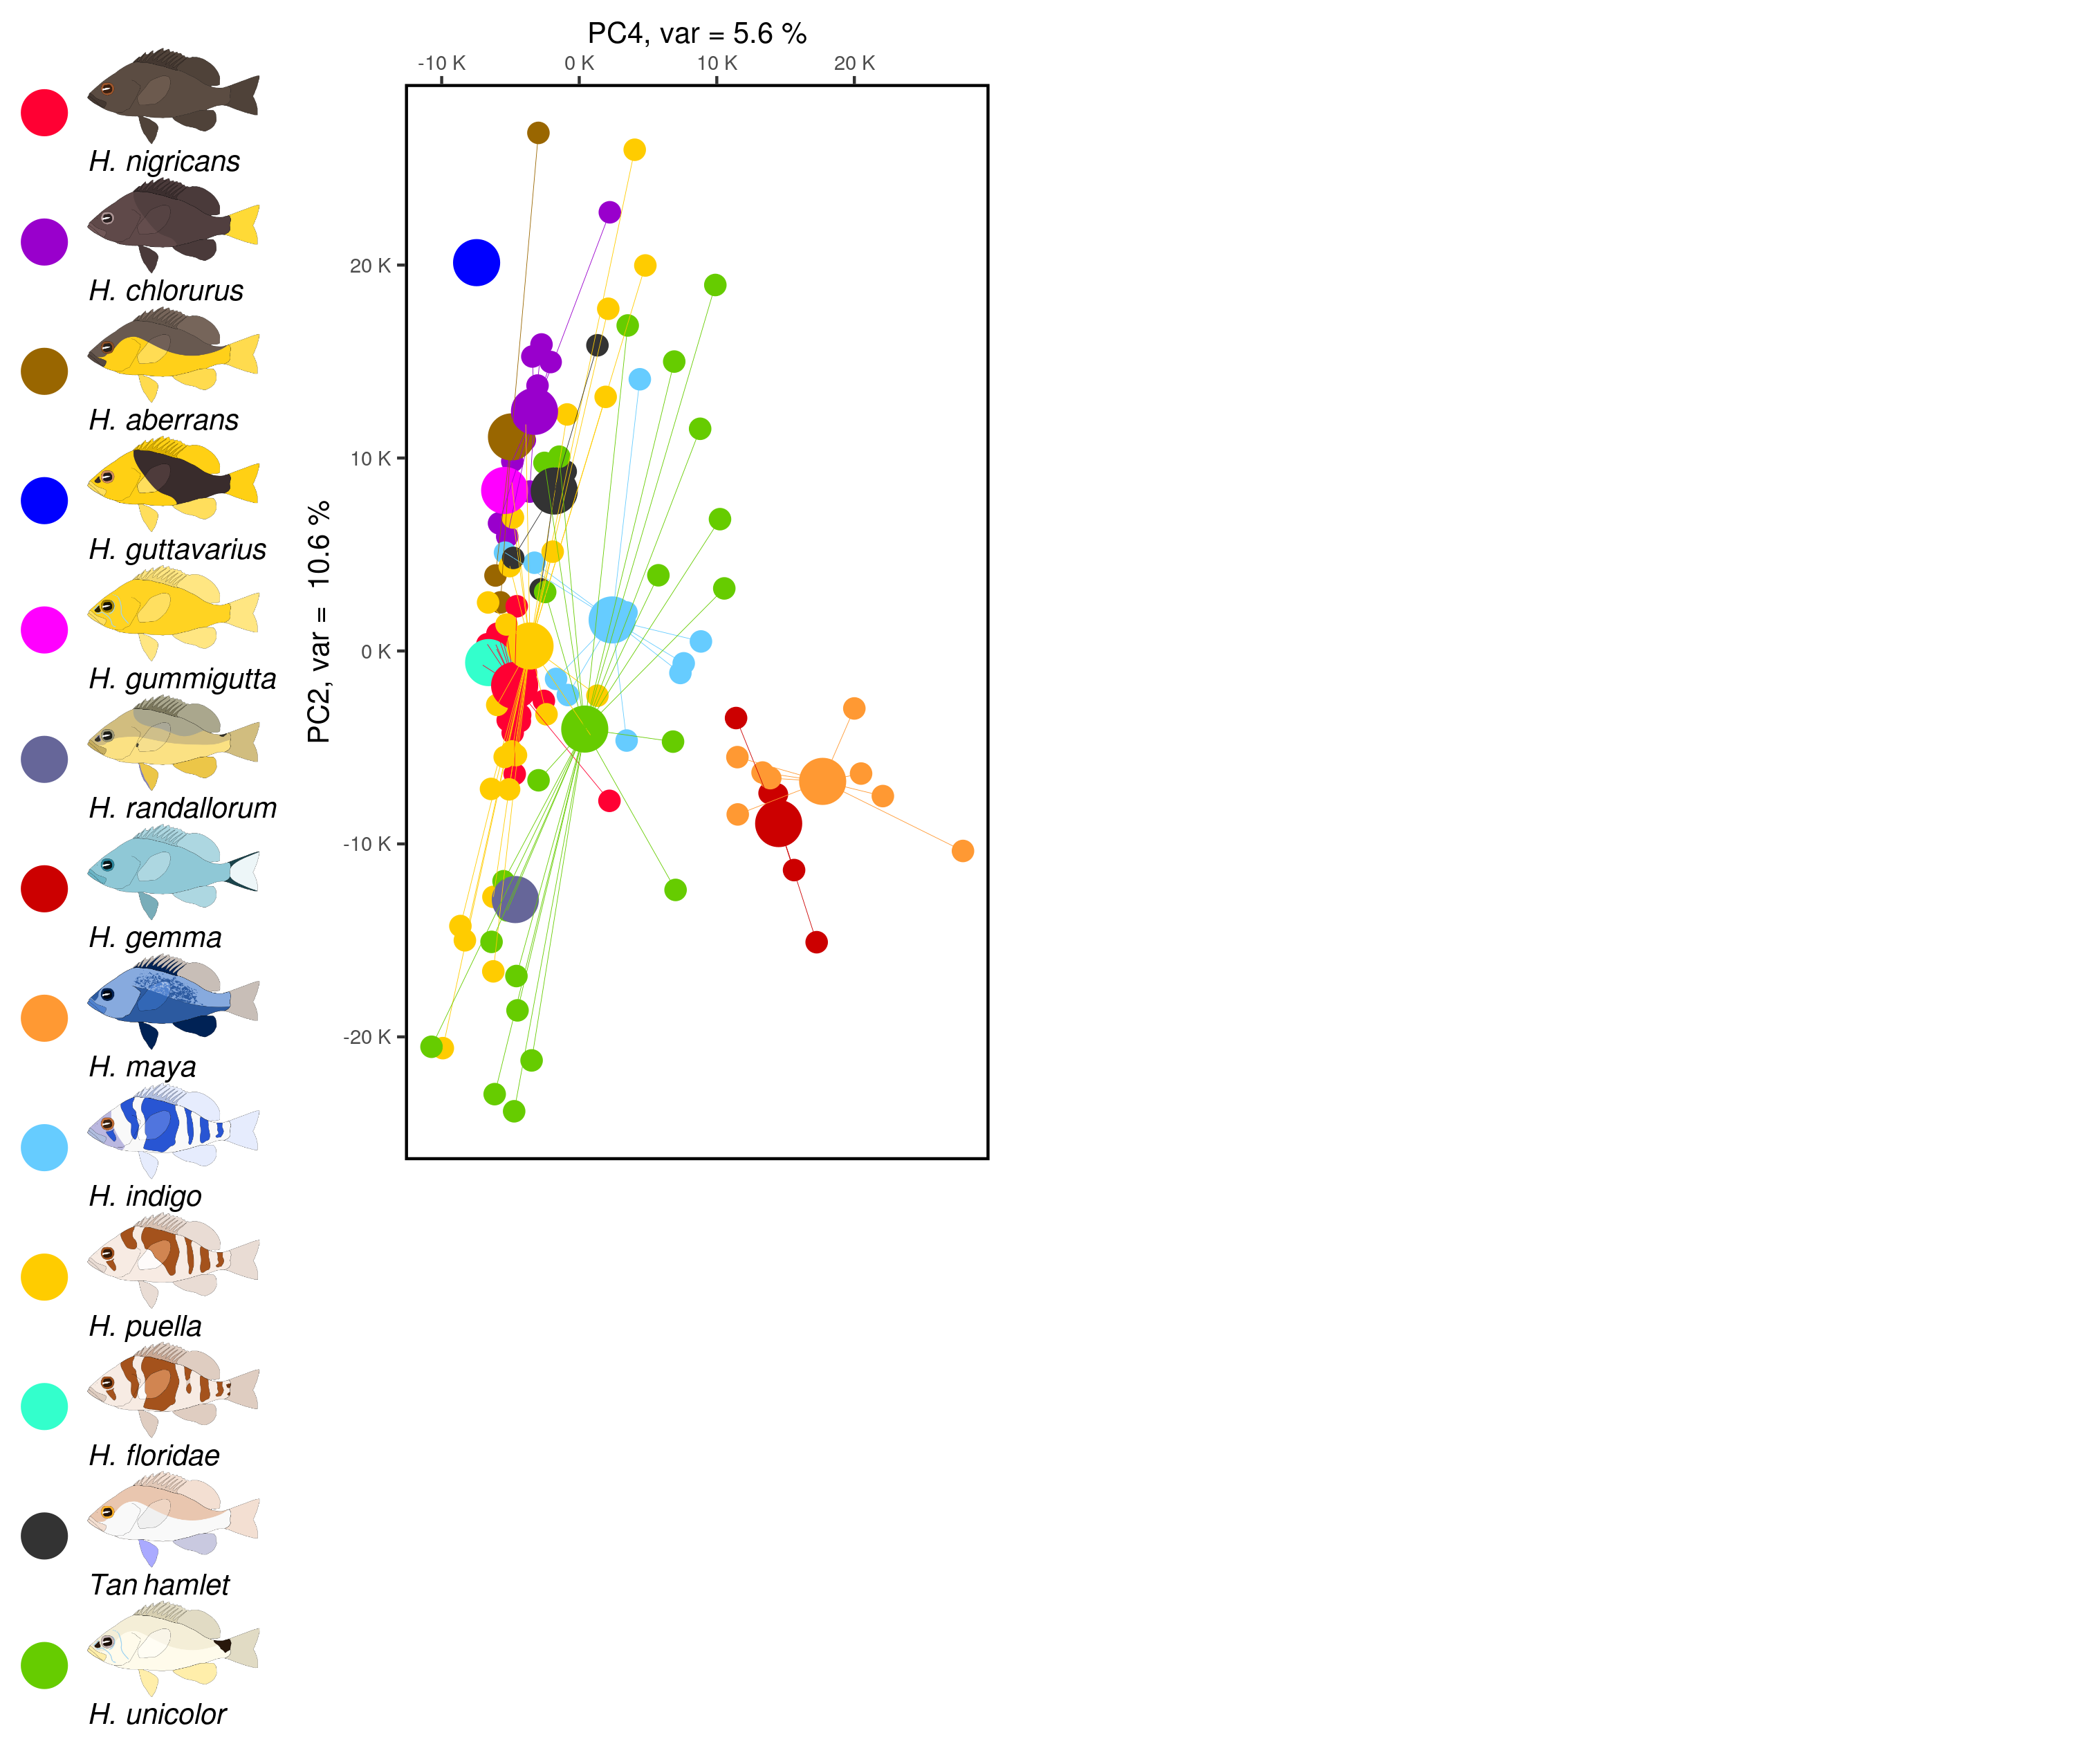 PC4, var = 5.6 %
-10 K
0 K
10 K
20 K
H. nigricans
H. chlorurus
H. aberrans
H. guttavarius
H. gummigutta
H. randallorum
H. gemma
H. maya
H. indigo
H. puella
H. floridae
Tan hamlet
H. unicolor
PC2, var = 10.6 %
20 K
10 K
0 K
-10 K
-20 K